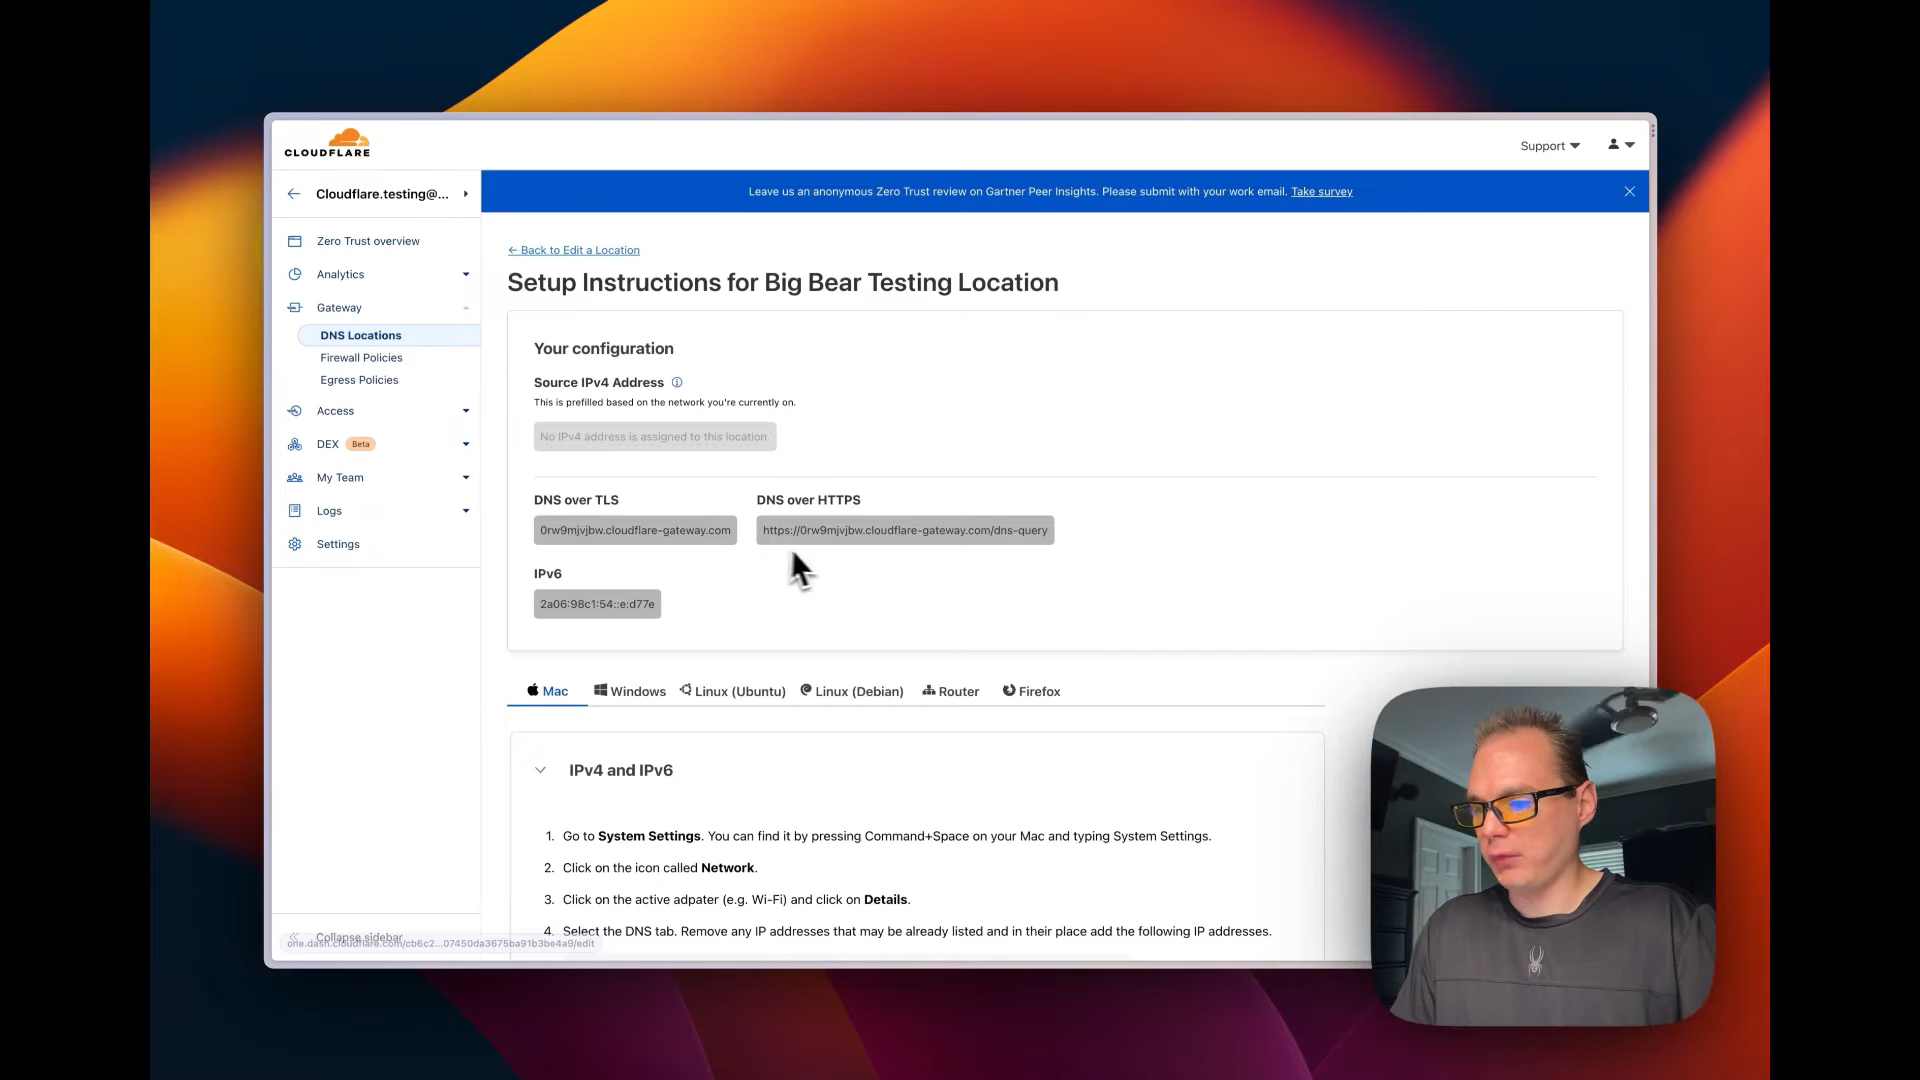 CLOUDFLARE
Support
Cloudflare.testing@...
Leave us an anonymous Zero Trust review on Gartner Peer Insights. Please submit with your work email. Take survey
Zero Trust overview
Analytics
Gateway
DNS Locations
Firewall Policies
Egress Policies
Access
DEX Beta
My Team
Logs
Settings
Collapse sidebar
one.dash.cloudflare.com/cb6c2...07450da3675ba91b3be4a9/edit
← Back to Edit a Location
Setup Instructions for Big Bear Testing Location
Your configuration
Source IPv4 Address
This is prefilled based on the network you're currently on.
No IPv4 address is assigned to this location.
DNS over TLS
0rw9mjvjbw.cloudflare-gateway.com
DNS over HTTPS
https://0rw9mjvjbw.cloudflare-gateway.com/dns-query
IPv6
2a06:98c1:54::e:d77e
Mac Windows Linux (Ubuntu) Linux (Debian) Router Firefox
IPv4 and IPv6
1. Go to System Settings. You can find it by pressing Command+Space on your Mac and typing System Settings.
2. Click on the icon called Network.
3. Click on the active adpater (e.g. Wi-Fi) and click on Details.
4. Select the DNS tab. Remove any IP addresses that may be already listed and in their place add the following IP addresses.